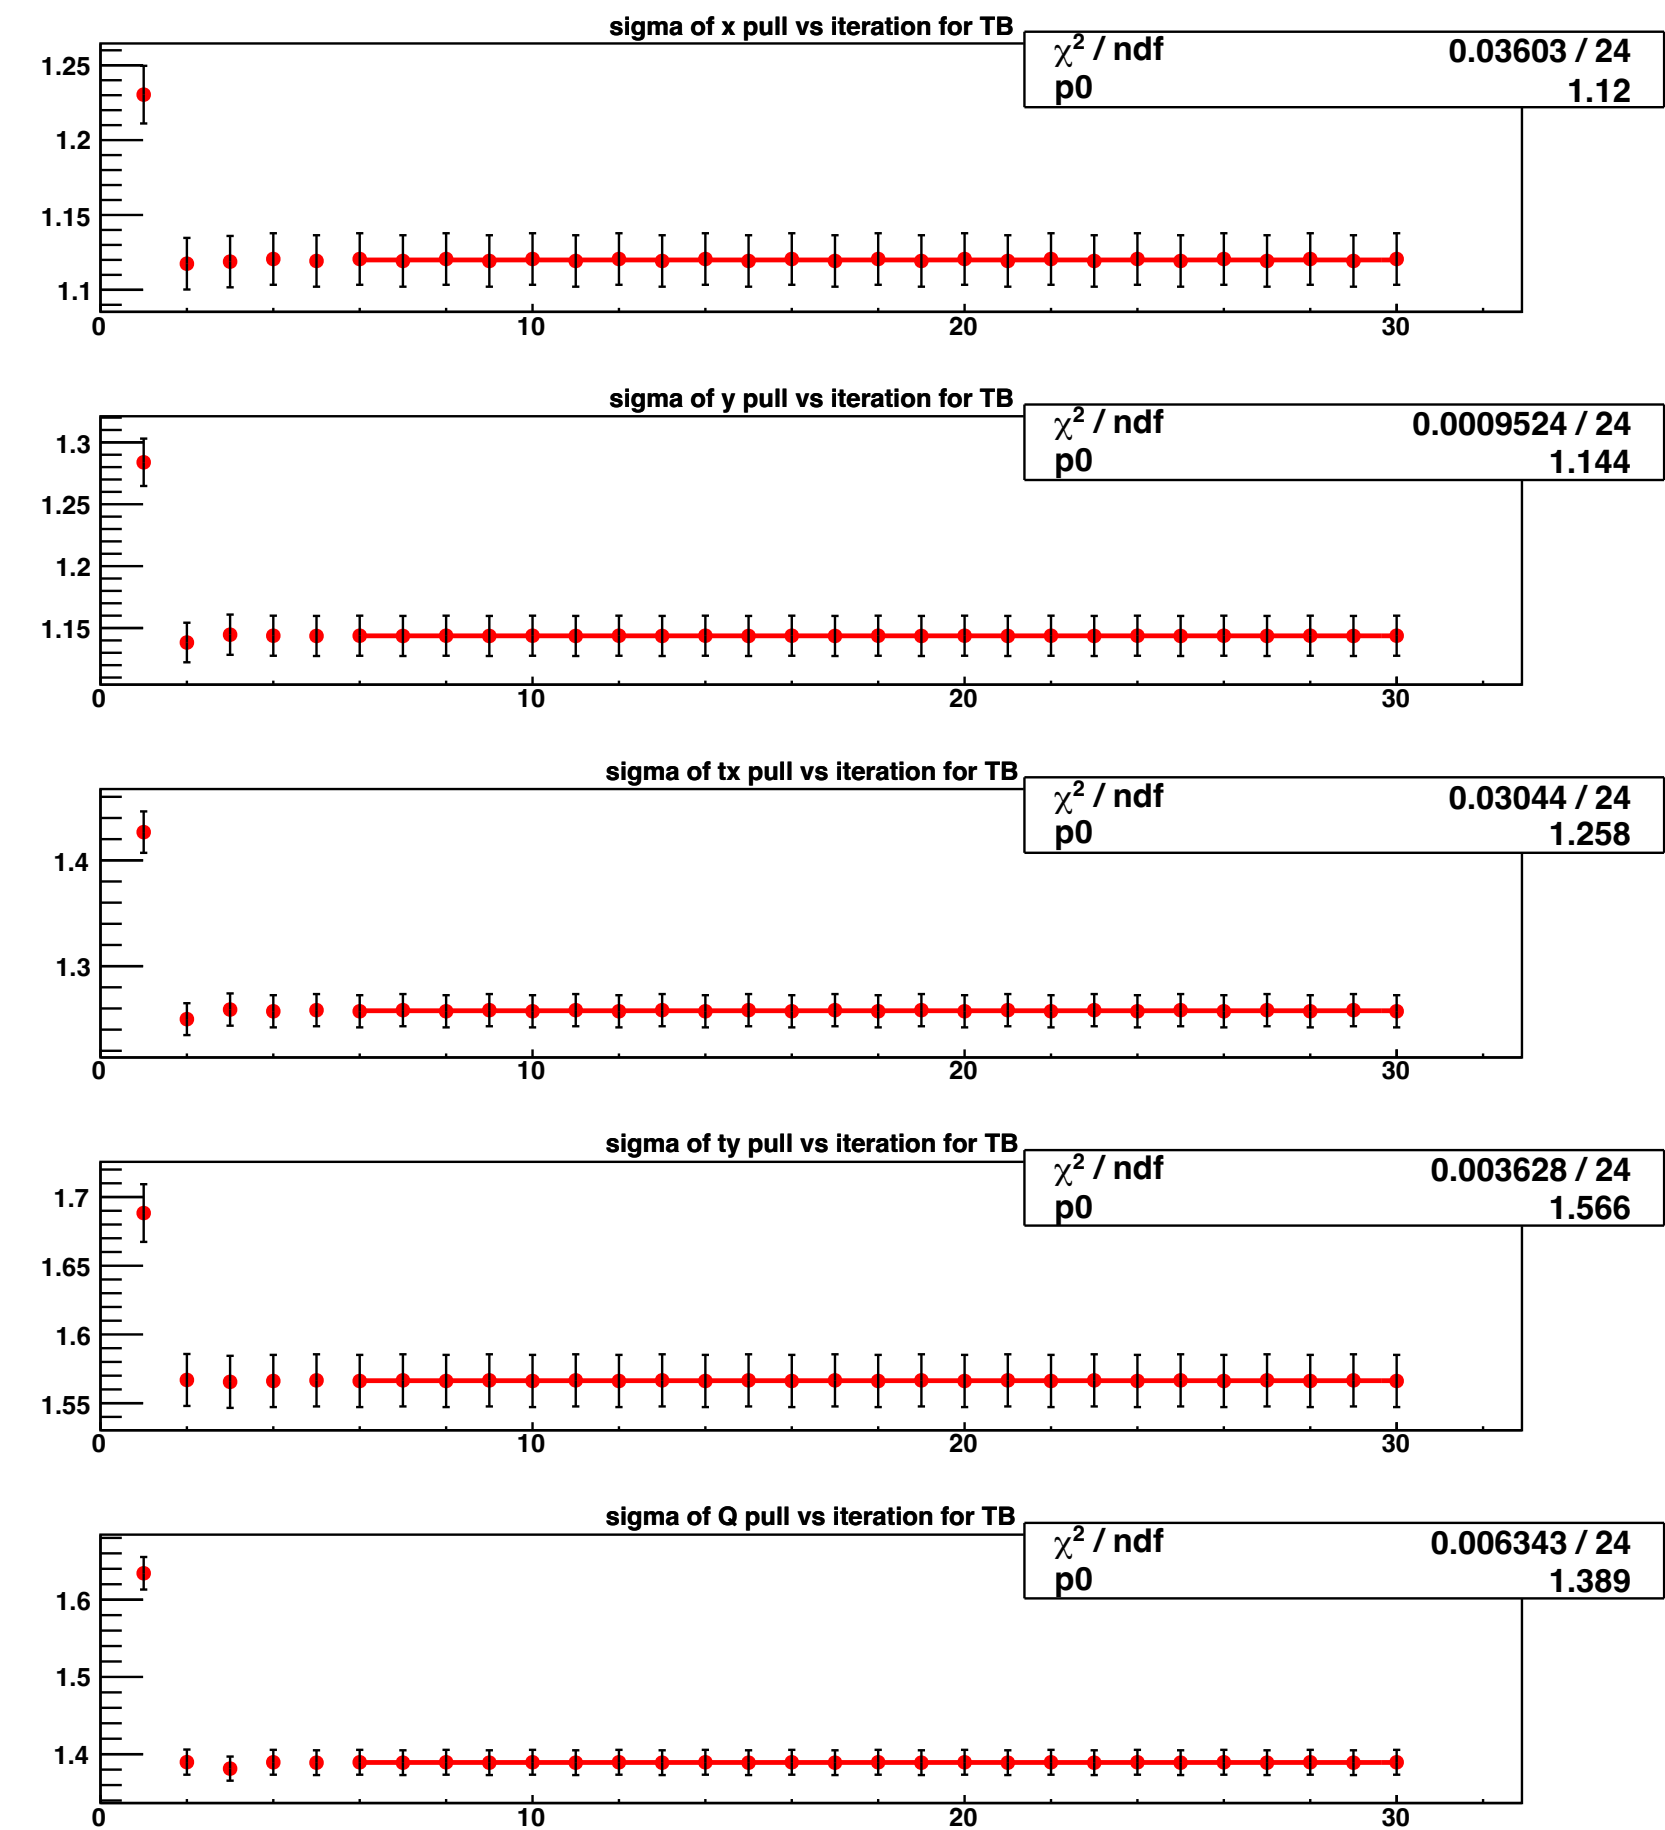 sigma of x pull vs iteration for TB
χ² / ndf 0.03603 / 24
p0 1.12
1.25
1.2
1.15
1.1
0 10 20 30
sigma of y pull vs iteration for TB
χ² / ndf 0.0009524 / 24
p0 1.144
1.3
1.25
1.2
1.15
0 10 20 30
sigma of tx pull vs iteration for TB
χ² / ndf 0.03044 / 24
p0 1.258
1.4
1.3
0 10 20 30
sigma of ty pull vs iteration for TB
χ² / ndf 0.003628 / 24
p0 1.566
1.7
1.65
1.6
1.55
0 10 20 30
sigma of Q pull vs iteration for TB
χ² / ndf 0.006343 / 24
p0 1.389
1.6
1.5
1.4
0 10 20 30